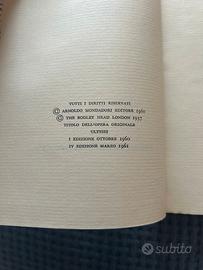 TUTTI I DIRITTI RISERVATI
© ARNOLDO MONDADORI EDITORE 1960
© THE BODLEY HEAD LONDON 1937
TITOLO DELL'OPERA ORIGINALE
ULYSSES
I EDIZIONE OTTOBRE 1960
IV EDIZIONE MARZO 1961
subito